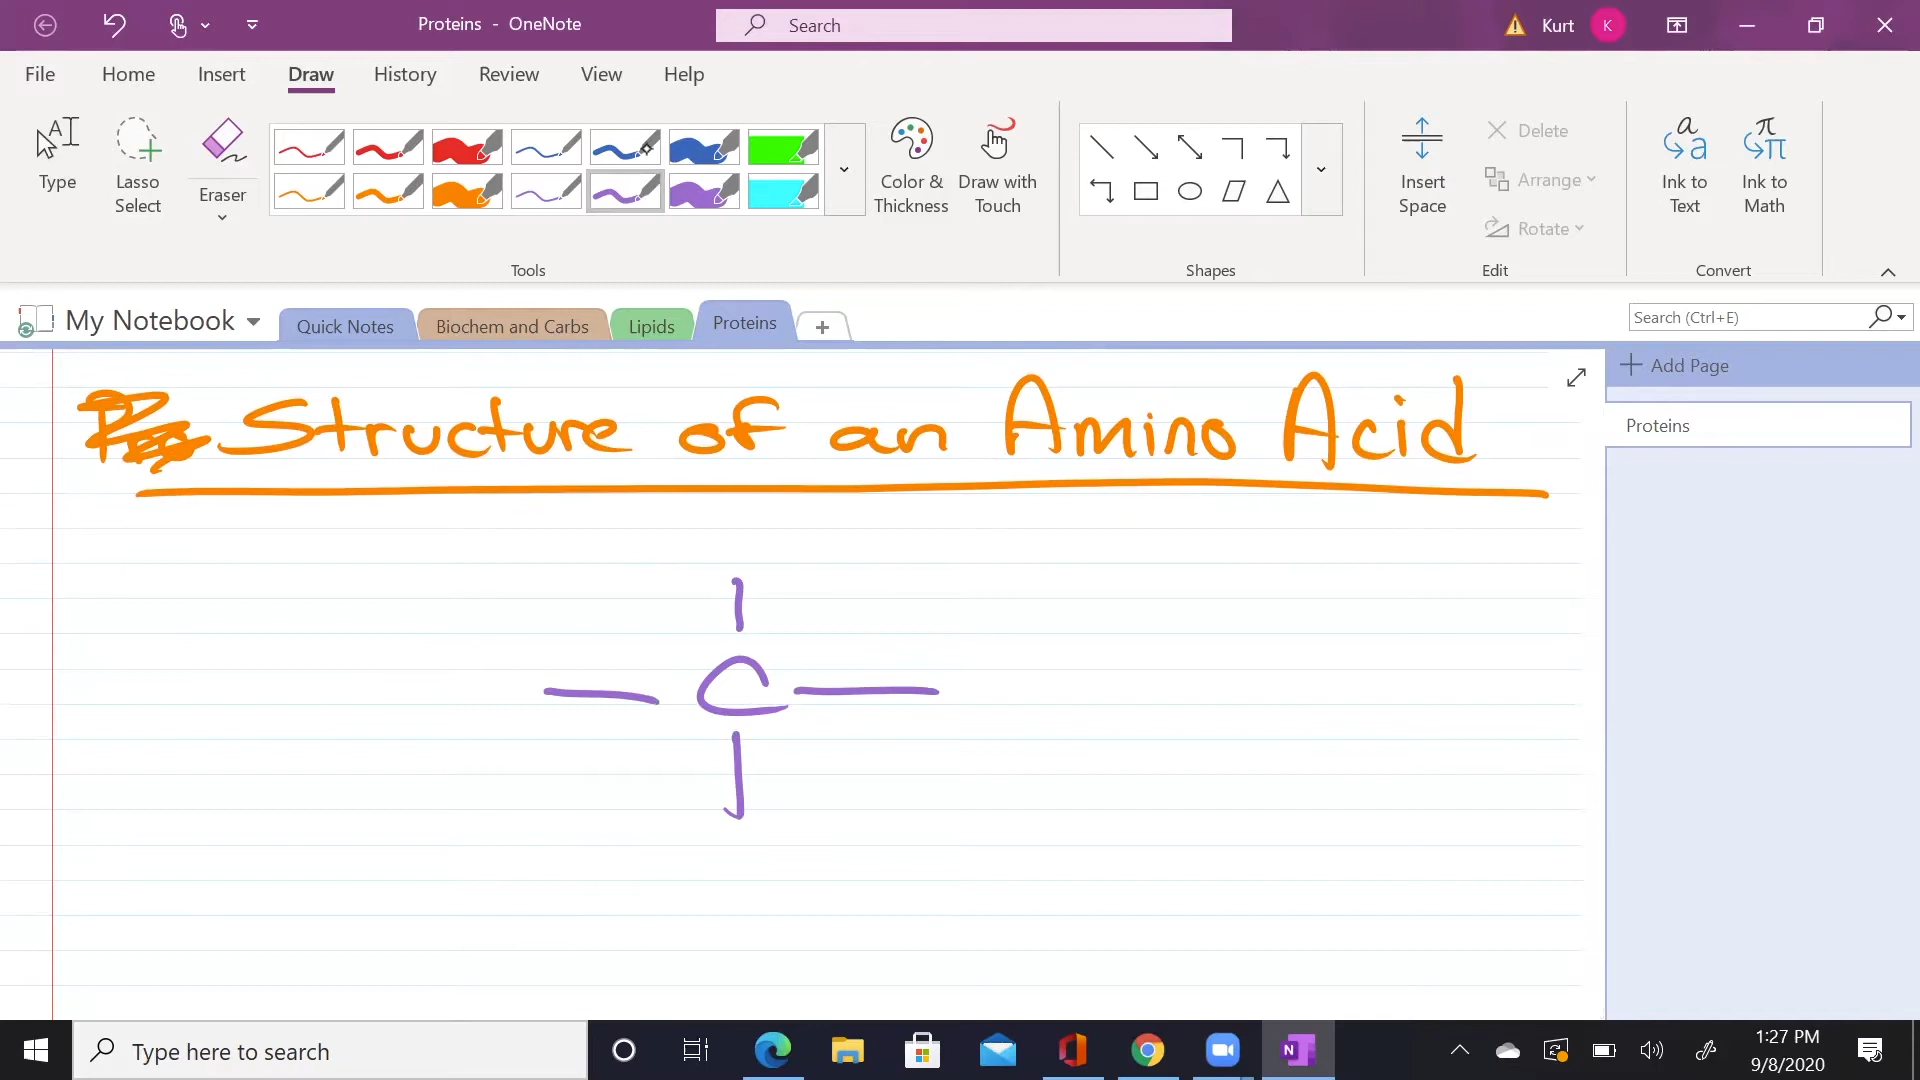 Proteins - OneNote
Search
Kurt
K
File Home Insert Draw History Review View Help
Type
Lasso Select
Eraser
Color & Thickness
Draw with Touch
Insert Space
Delete
Arrange
Rotate
Ink to Text
Ink to Math
Tools
Shapes
Edit
Convert
My Notebook
Quick Notes
Biochem and Carbs
Lipids
Proteins
Search (Ctrl+E)
Add Page
Proteins
Structure of an Amino Acid
C
Type here to search
1:27 PM
9/8/2020